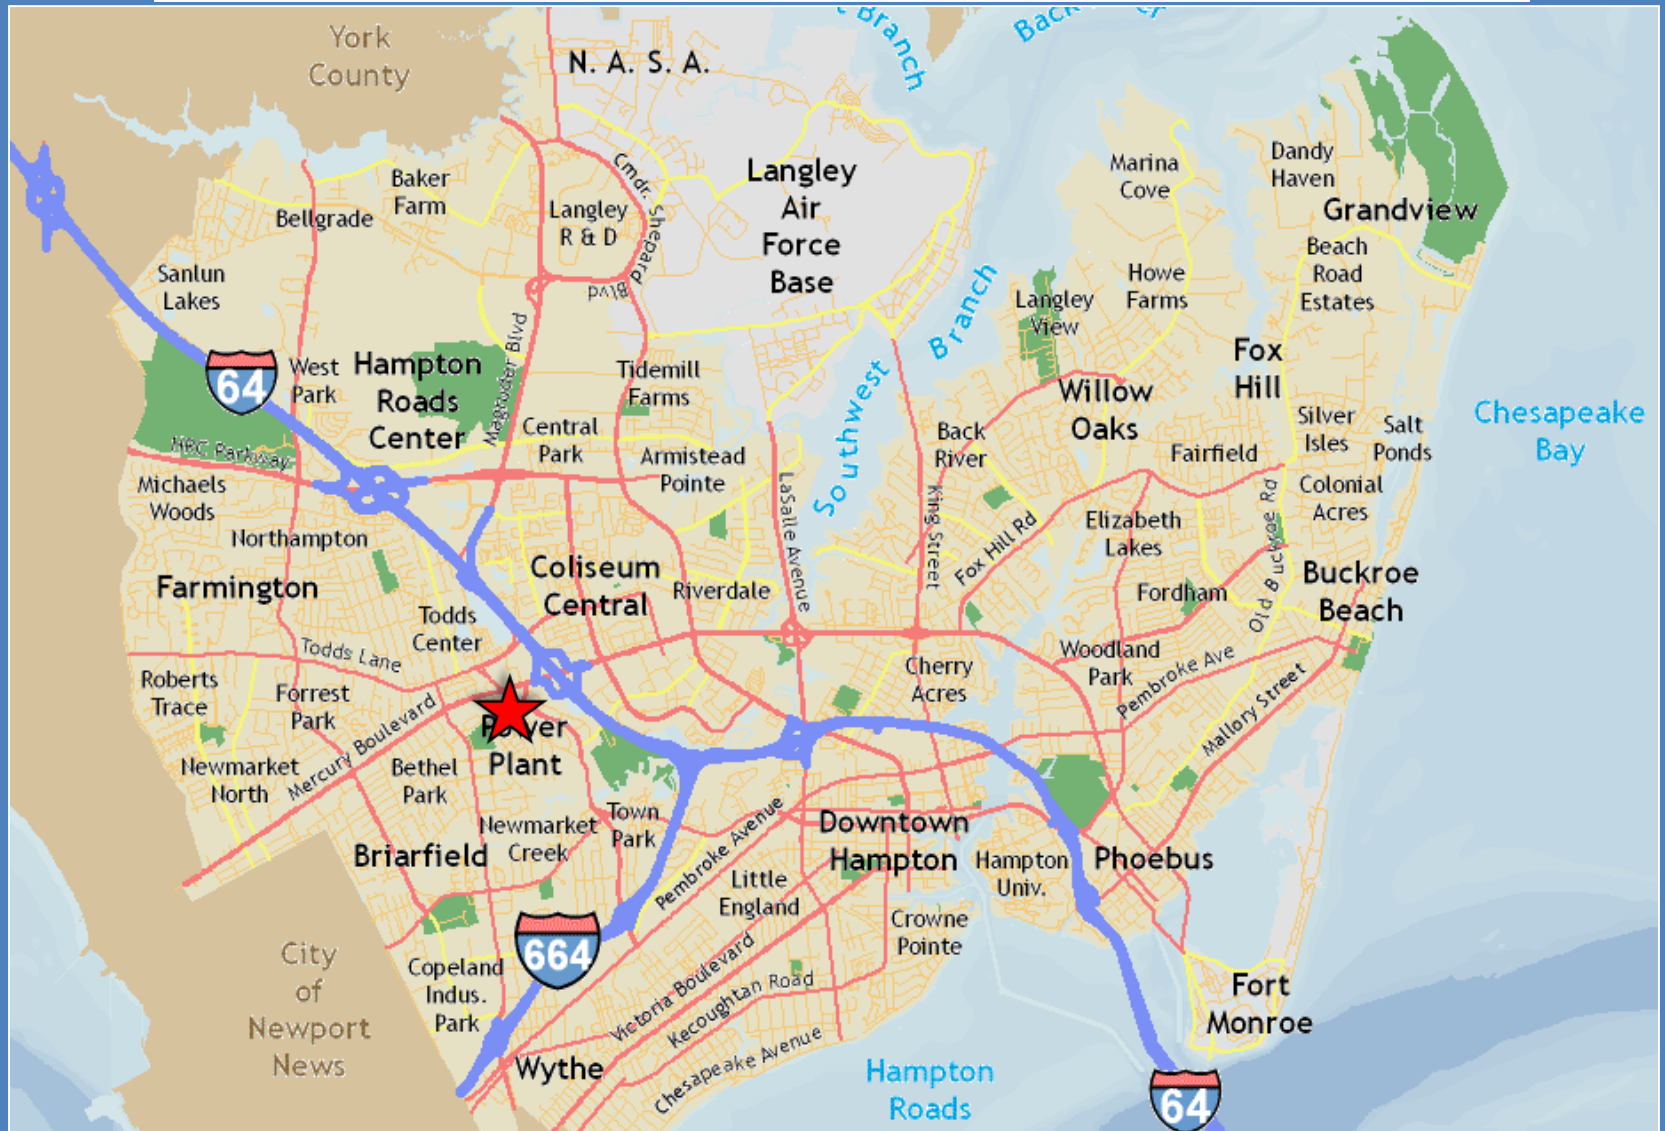 York
County
N. A. S. A.
Branch
Back River
Baker
Farm
Bellgrade
Langley
R & D
Cmdr. Shepard
Blvd
Langley
Air
Force
Base
Marina
Cove
Dandy
Haven
Grandview
Beach
Road
Estates
Sanlun
Lakes
Howe
Farms
Langley
View
Southwest Branch
64
West
Park
Hampton
Roads
Center
Magruder Blvd
Tidemill
Farms
Fox
Hill
Willow
Oaks
Silver
Isles
Salt
Ponds
Chesapeake
Bay
HRC Parkway
Central
Park
Armistead
Pointe
Back
River
Fairfield
Michaels
Woods
LaSalle Avenue
King Street
Colonial
Acres
Northampton
Fox Hill Rd
Elizabeth
Lakes
Old Buckroe Rd
Farmington
Coliseum
Central
Riverdale
Fordham
Buckroe
Beach
Todds
Center
Todds Lane
Cherry
Acres
Woodland
Park
Pembroke Ave
Mallory Street
Roberts
Trace
Forrest
Park
Mercury Boulevard
Power
Plant
Newmarket
North
Bethel
Park
Town
Park
Newmarket
Creek
Briarfield
Pembroke Avenue
Downtown
Hampton
Hampton
Univ.
Phoebus
Little
England
Crowne
Pointe
664
City
of
Newport
News
Copeland
Indus.
Park
Victoria Boulevard
Kecoughtan Road
Chesapeake Avenue
Wythe
Fort
Monroe
Hampton
Roads
64